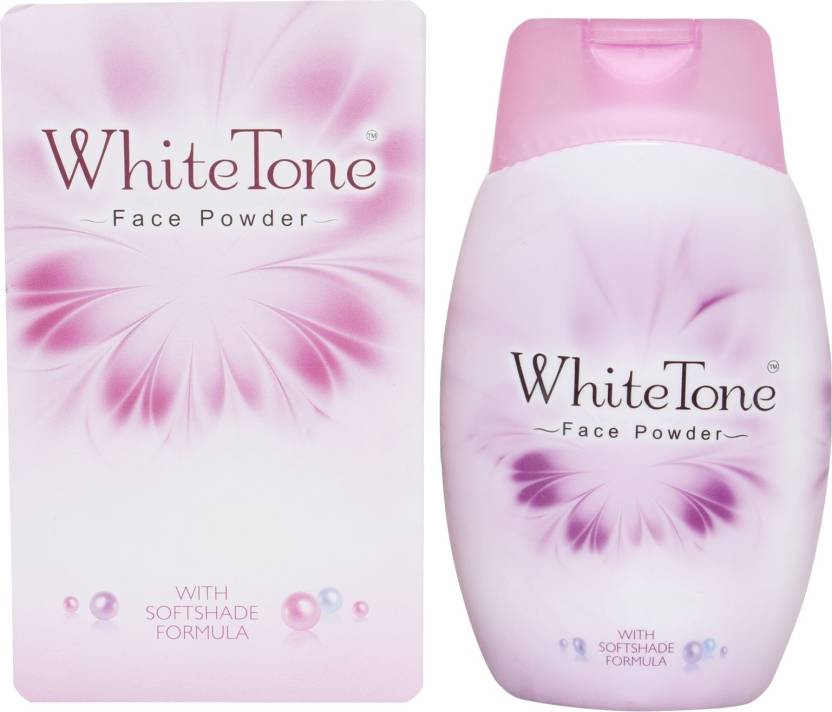 WhiteTone™
Face Powder
WITH
SOFTSHADE
FORMULA
WhiteTone™
Face Powder
WITH
SOFTSHADE
FORMULA